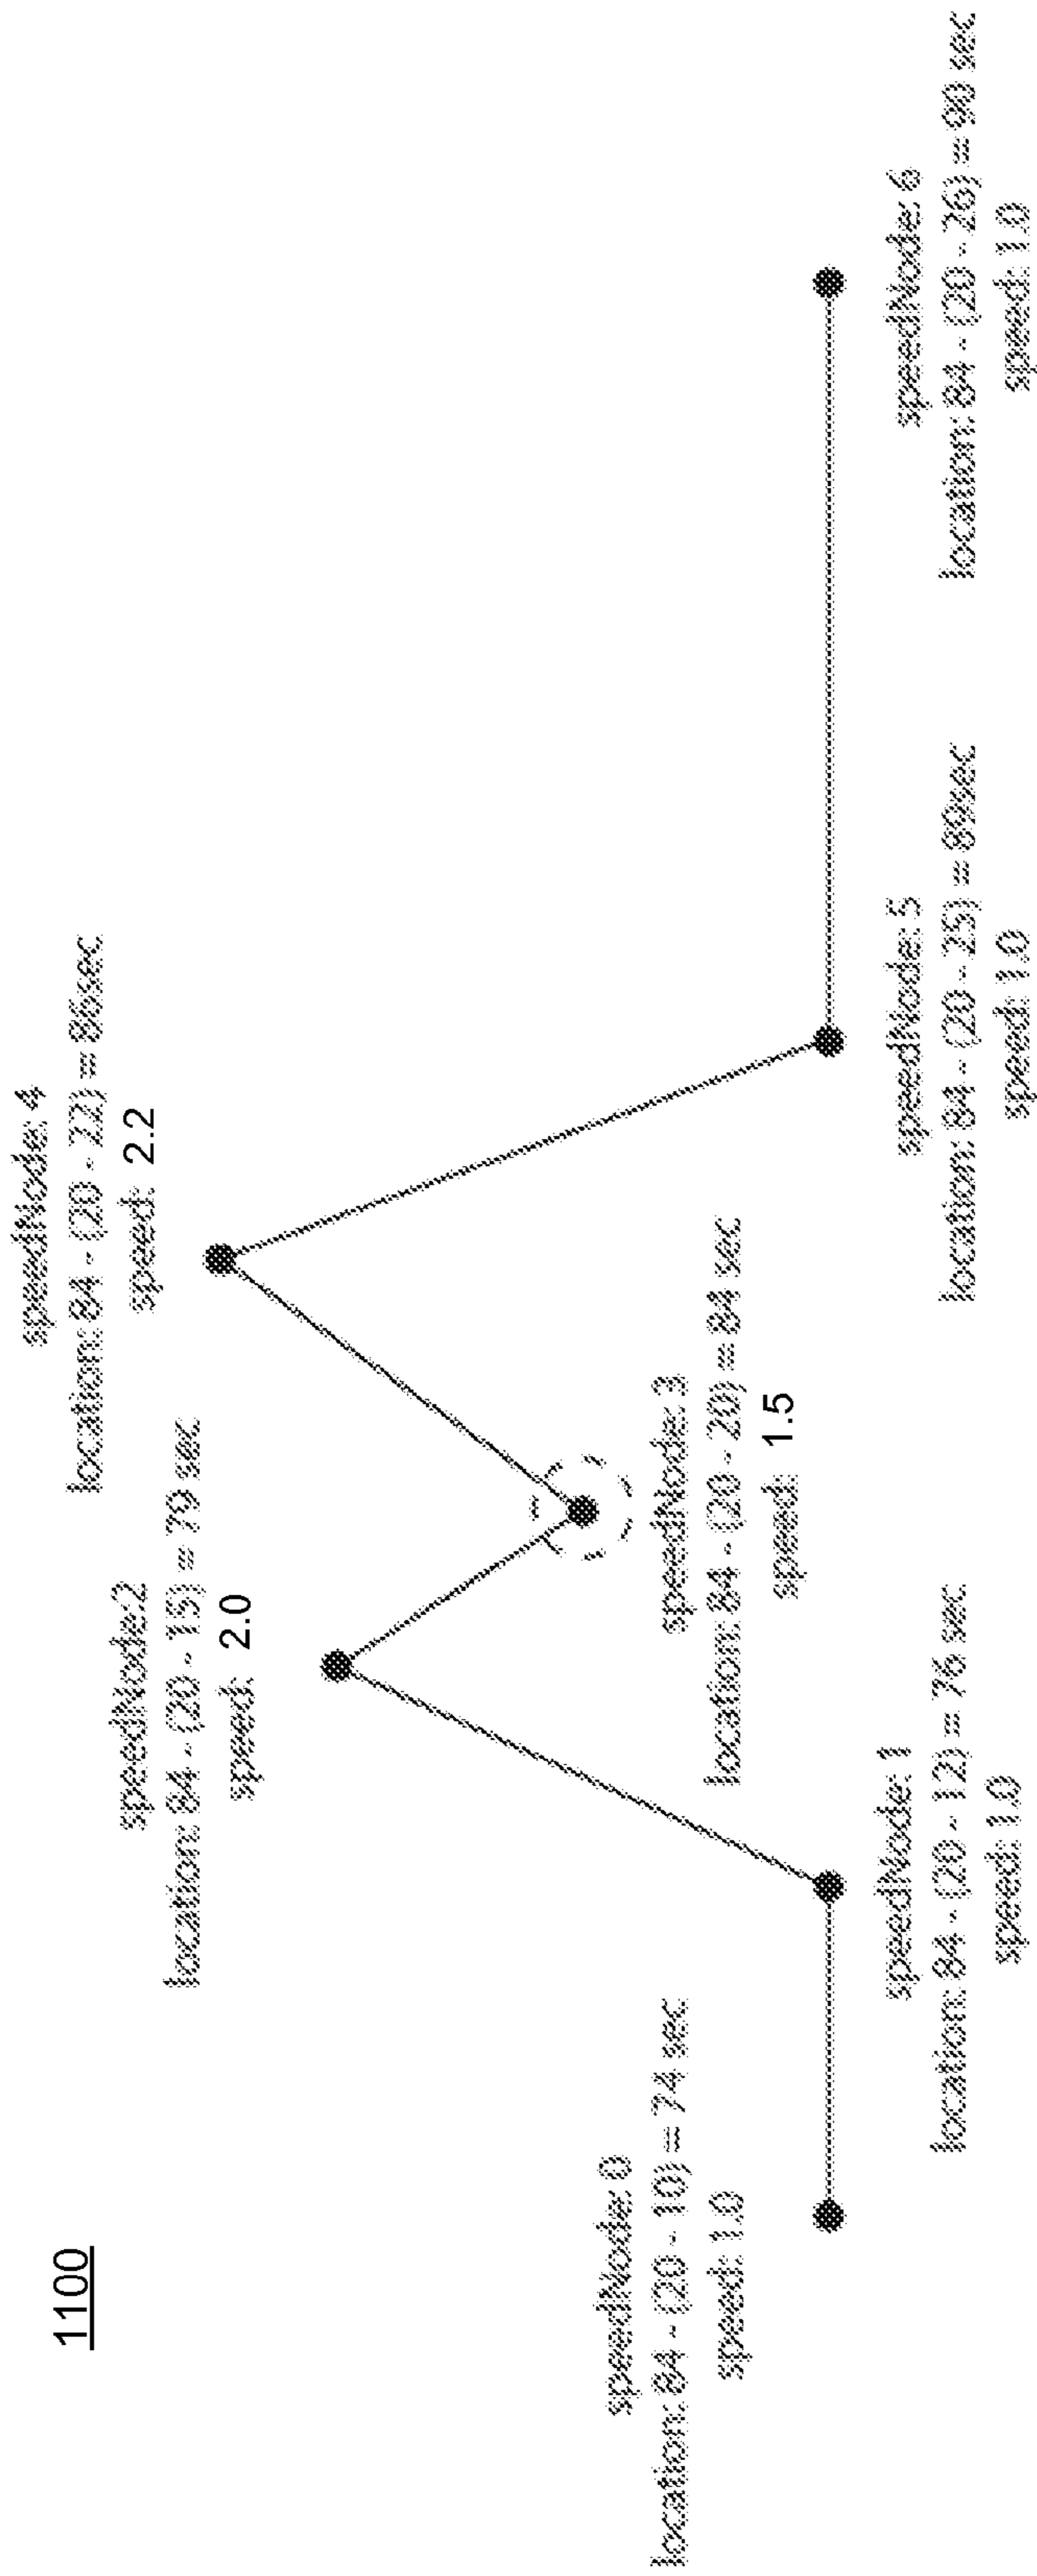 1100
speedNode: 0
location: 84 - (20 - 10) = 74 sec
speed: 1.0
speedNode: 1
location: 84 - (20 - 12) = 76 sec
speed: 1.0
speedNode:2
location: 84 - (20 - 15) = 79 sec
speed: 2.0
speedNode: 3
location: 84 - (20 - 20) = 84 sec
speed: 1.5
speedNode: 4
location: 84 - (20 - 22) = 86sec
speed: 2.2
speedNode: 5
location: 84 - (20 - 25) = 89sec
speed: 1.0
speedNode: 6
location: 84 - (20 - 26) = 90 sec
speed: 1.0